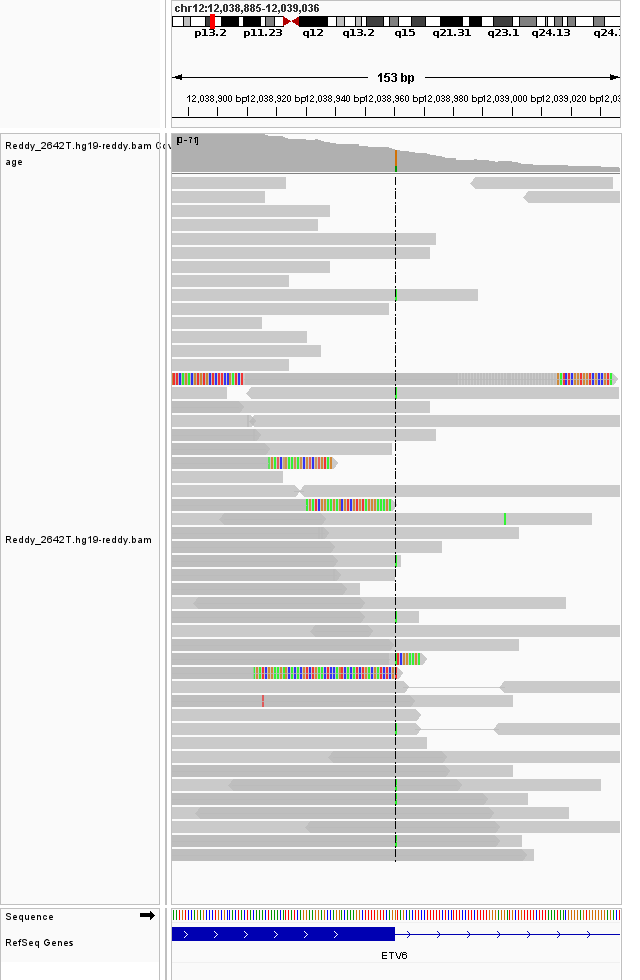 chr12:12,038,885-12,039,036
p13.2 p11.23 q12 q13.2 q15 q21.31 q23.1 q24.13 q24.
153 bp
12,038,900 bp 12,038,920 bp 12,038,940 bp 12,038,960 bp 12,038,980 bp 12,039,000 bp 12,039,020 bp 12,03
Reddy_2642T.hg19-reddy.bam Cov
age
[0-71]
Reddy_2642T.hg19-reddy.bam
Sequence
RefSeq Genes
ETV6